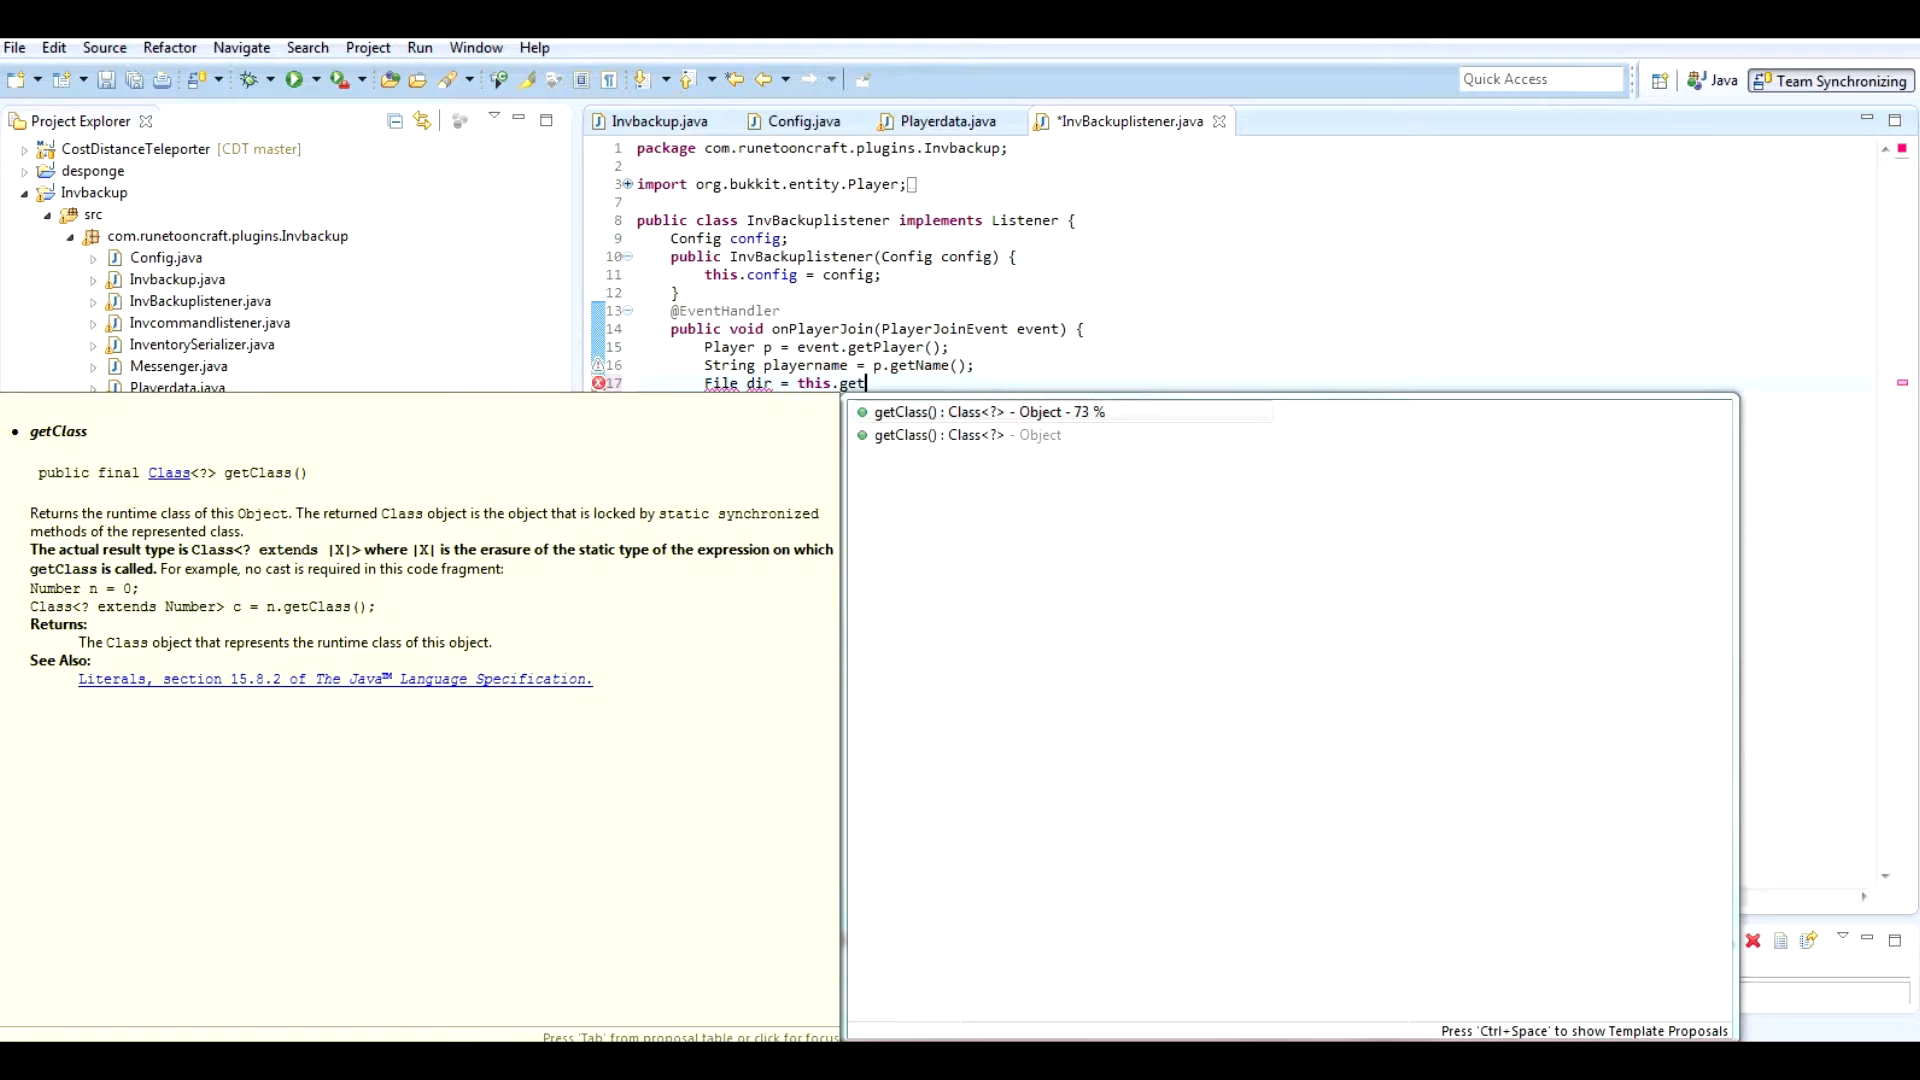 File Edit Source Refactor Navigate Search Project Run Window Help
Quick Access
Java
Team Synchronizing
Project Explorer
CostDistanceTeleporter [CDT master]
desponge
Invbackup
src
com.runetooncraft.plugins.Invbackup
Config.java
Invbackup.java
InvBackuplistener.java
Invcommandlistener.java
InventorySerializer.java
Messenger.java
Playerdata.java
Invbackup.java Config.java Playerdata.java *InvBackuplistener.java
1 package com.runetooncraft.plugins.Invbackup;
2
3 import org.bukkit.entity.Player;
7
8 public class InvBackuplistener implements Listener {
9 Config config;
10 public InvBackuplistener(Config config) {
11 this.config = config;
12 }
13 @EventHandler
14 public void onPlayerJoin(PlayerJoinEvent event) {
15 Player p = event.getPlayer();
16 String playername = p.getName();
17 File dir = this.get
getClass() : Class<?> - Object - 73 %
getClass() : Class<?> - Object
Press 'Ctrl+Space' to show Template Proposals
• getClass
public final Class<?> getClass()
Returns the runtime class of this Object. The returned Class object is the object that is locked by static synchronized
methods of the represented class.
The actual result type is Class<? extends |X|> where |X| is the erasure of the static type of the expression on which
getClass is called. For example, no cast is required in this code fragment:
Number n = 0;
Class<? extends Number> c = n.getClass();
Returns:
The Class object that represents the runtime class of this object.
See Also:
Literals, section 15.8.2 of The Java™ Language Specification.
Press 'Tab' from proposal table or click for focus